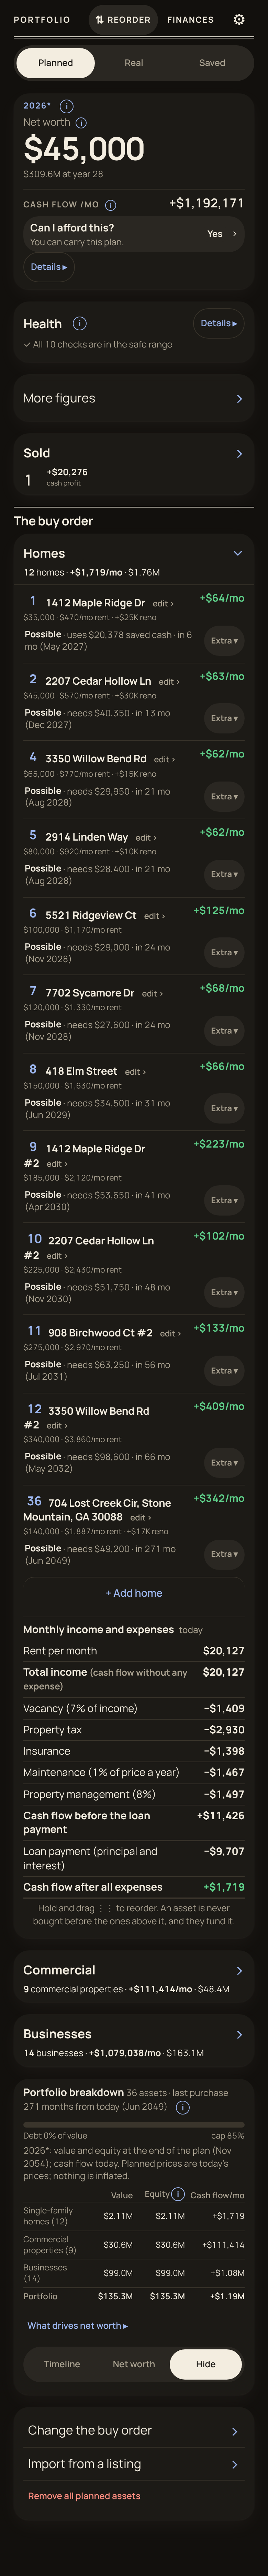 PORTFOLIO
⇅ REORDER
FINANCES
Planned
Real
Saved
2026*
Net worth
$45,000
$309.6M at year 28
CASH FLOW /MO
+$1,192,171
Can I afford this?
You can carry this plan.
Yes ›
Details ▸
Health
Details ▸
✓ All 10 checks are in the safe range
More figures
Sold
1
+$20,276
cash profit
The buy order
Homes
12 homes · +$1,719/mo · $1.76M
1 1412 Maple Ridge Dr edit ›
+$64/mo
$35,000 · $470/mo rent · +$25K reno
Possible · uses $20,378 saved cash · in 6
mo (May 2027)
Extra ▾
2 2207 Cedar Hollow Ln edit ›
+$63/mo
$45,000 · $570/mo rent · +$30K reno
Possible · needs $40,350 · in 13 mo
(Dec 2027)
Extra ▾
4 3350 Willow Bend Rd edit ›
+$62/mo
$65,000 · $770/mo rent · +$15K reno
Possible · needs $29,950 · in 21 mo
(Aug 2028)
Extra ▾
5 2914 Linden Way edit ›
+$62/mo
$80,000 · $920/mo rent · +$10K reno
Possible · needs $28,400 · in 21 mo
(Aug 2028)
Extra ▾
6 5521 Ridgeview Ct edit ›
+$125/mo
$100,000 · $1,170/mo rent
Possible · needs $29,000 · in 24 mo
(Nov 2028)
Extra ▾
7 7702 Sycamore Dr edit ›
+$68/mo
$120,000 · $1,330/mo rent
Possible · needs $27,600 · in 24 mo
(Nov 2028)
Extra ▾
8 418 Elm Street edit ›
+$66/mo
$150,000 · $1,630/mo rent
Possible · needs $34,500 · in 31 mo
(Jun 2029)
Extra ▾
9 1412 Maple Ridge Dr
#2 edit ›
+$223/mo
$185,000 · $2,120/mo rent
Possible · needs $53,650 · in 41 mo
(Apr 2030)
Extra ▾
10 2207 Cedar Hollow Ln
#2 edit ›
+$102/mo
$225,000 · $2,430/mo rent
Possible · needs $51,750 · in 48 mo
(Nov 2030)
Extra ▾
11 908 Birchwood Ct #2 edit ›
+$133/mo
$275,000 · $2,970/mo rent
Possible · needs $63,250 · in 56 mo
(Jul 2031)
Extra ▾
12 3350 Willow Bend Rd
#2 edit ›
+$409/mo
$340,000 · $3,860/mo rent
Possible · needs $98,600 · in 66 mo
(May 2032)
Extra ▾
36 704 Lost Creek Cir, Stone
Mountain, GA 30088 edit ›
+$342/mo
$140,000 · $1,887/mo rent · +$17K reno
Possible · needs $49,200 · in 271 mo
(Jun 2049)
Extra ▾
+ Add home
Monthly income and expenses today
Rent per month $20,127
Total income (cash flow without any
expense) $20,127
Vacancy (7% of income) −$1,409
Property tax −$2,930
Insurance −$1,398
Maintenance (1% of price a year) −$1,467
Property management (8%) −$1,497
Cash flow before the loan
payment +$11,426
Loan payment (principal and
interest) −$9,707
Cash flow after all expenses +$1,719
Hold and drag ⋮⋮ to reorder. An asset is never
bought before the ones above it, and they fund it.
Commercial
9 commercial properties · +$111,414/mo · $48.4M
Businesses
14 businesses · +$1,079,038/mo · $163.1M
Portfolio breakdown 36 assets · last purchase
271 months from today (Jun 2049)
Debt 0% of value
cap 85%
2026*: value and equity at the end of the plan (Nov
2054); cash flow today. Planned prices are today's
prices; nothing is inflated.
Value Equity Cash flow/mo
Single-family
homes (12) $2.11M $2.11M +$1,719
Commercial
properties (9) $30.6M $30.6M +$111,414
Businesses
(14) $99.0M $99.0M +$1.08M
Portfolio $135.3M $135.3M +$1.19M
What drives net worth ▸
Timeline
Net worth
Hide
Change the buy order
Import from a listing
Remove all planned assets